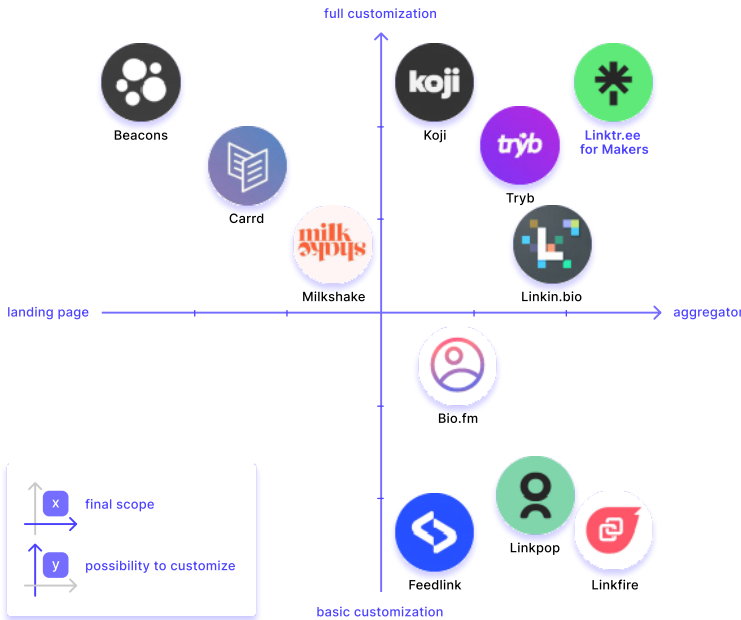 full customization
koji
Beacons
Koji
Linktr.ee
for Makers
tryb
Carrd
Tryb
milk
shake
Milkshake
L
Linkin.bio
landing page
aggregator
Bio.fm
x
final scope
y
possibility to customize
Linkpop
Feedlink
Linkfire
basic customization